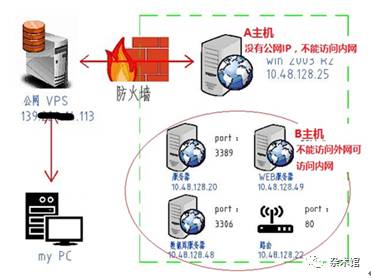 A主机
没有公网IP，不能访问内网
win 2003 R2
10.48.128.25
防火墙
公网 VPS
113
my PC
B主机
不能访问外网可
访问内网
port：
3389
服务器
10.48.128.20
port：
WEB服务器
10.48.128.49
port：
3306
数据库服务器
10.48.128.48
port：
80
路由
10.48.128.22
杂术馆